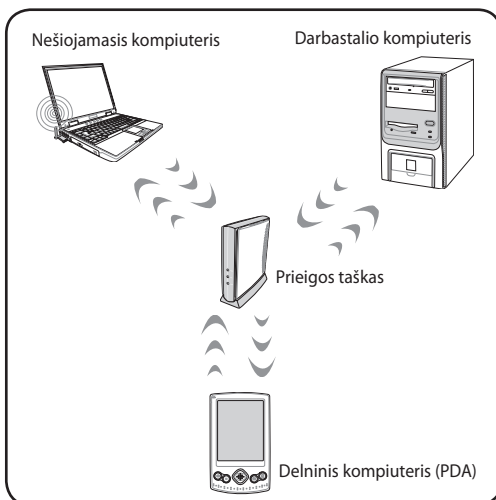 Nešiojamasis kompiuteris
Darbastalio kompiuteris
Prieigos taškas
Delninis kompiuteris (PDA)